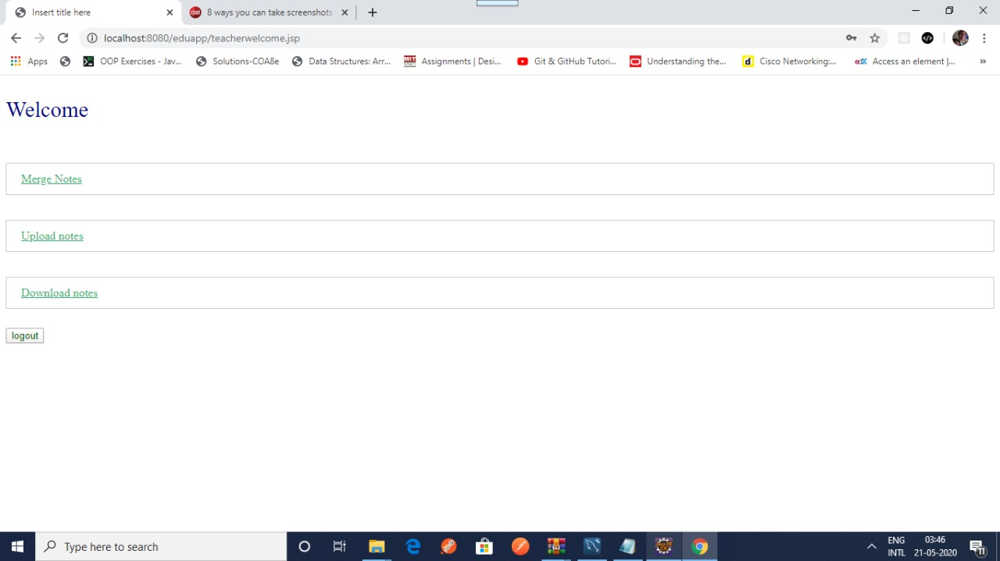 Insert title here
8 ways you can take screenshots
localhost:8080/eduapp/teacherwelcome.jsp
Apps
OOP Exercises - Jav...
Solutions-COA8e
Data Structures: Arr...
MIT
Assignments | Desi...
Git & GitHub Tutori...
Understanding the...
d
Cisco Networking:...
edX
Access an element |...
»
Welcome
Merge Notes
Upload notes
Download notes
logout
Type here to search
ENG
INTL
03:46
21-05-2020
11